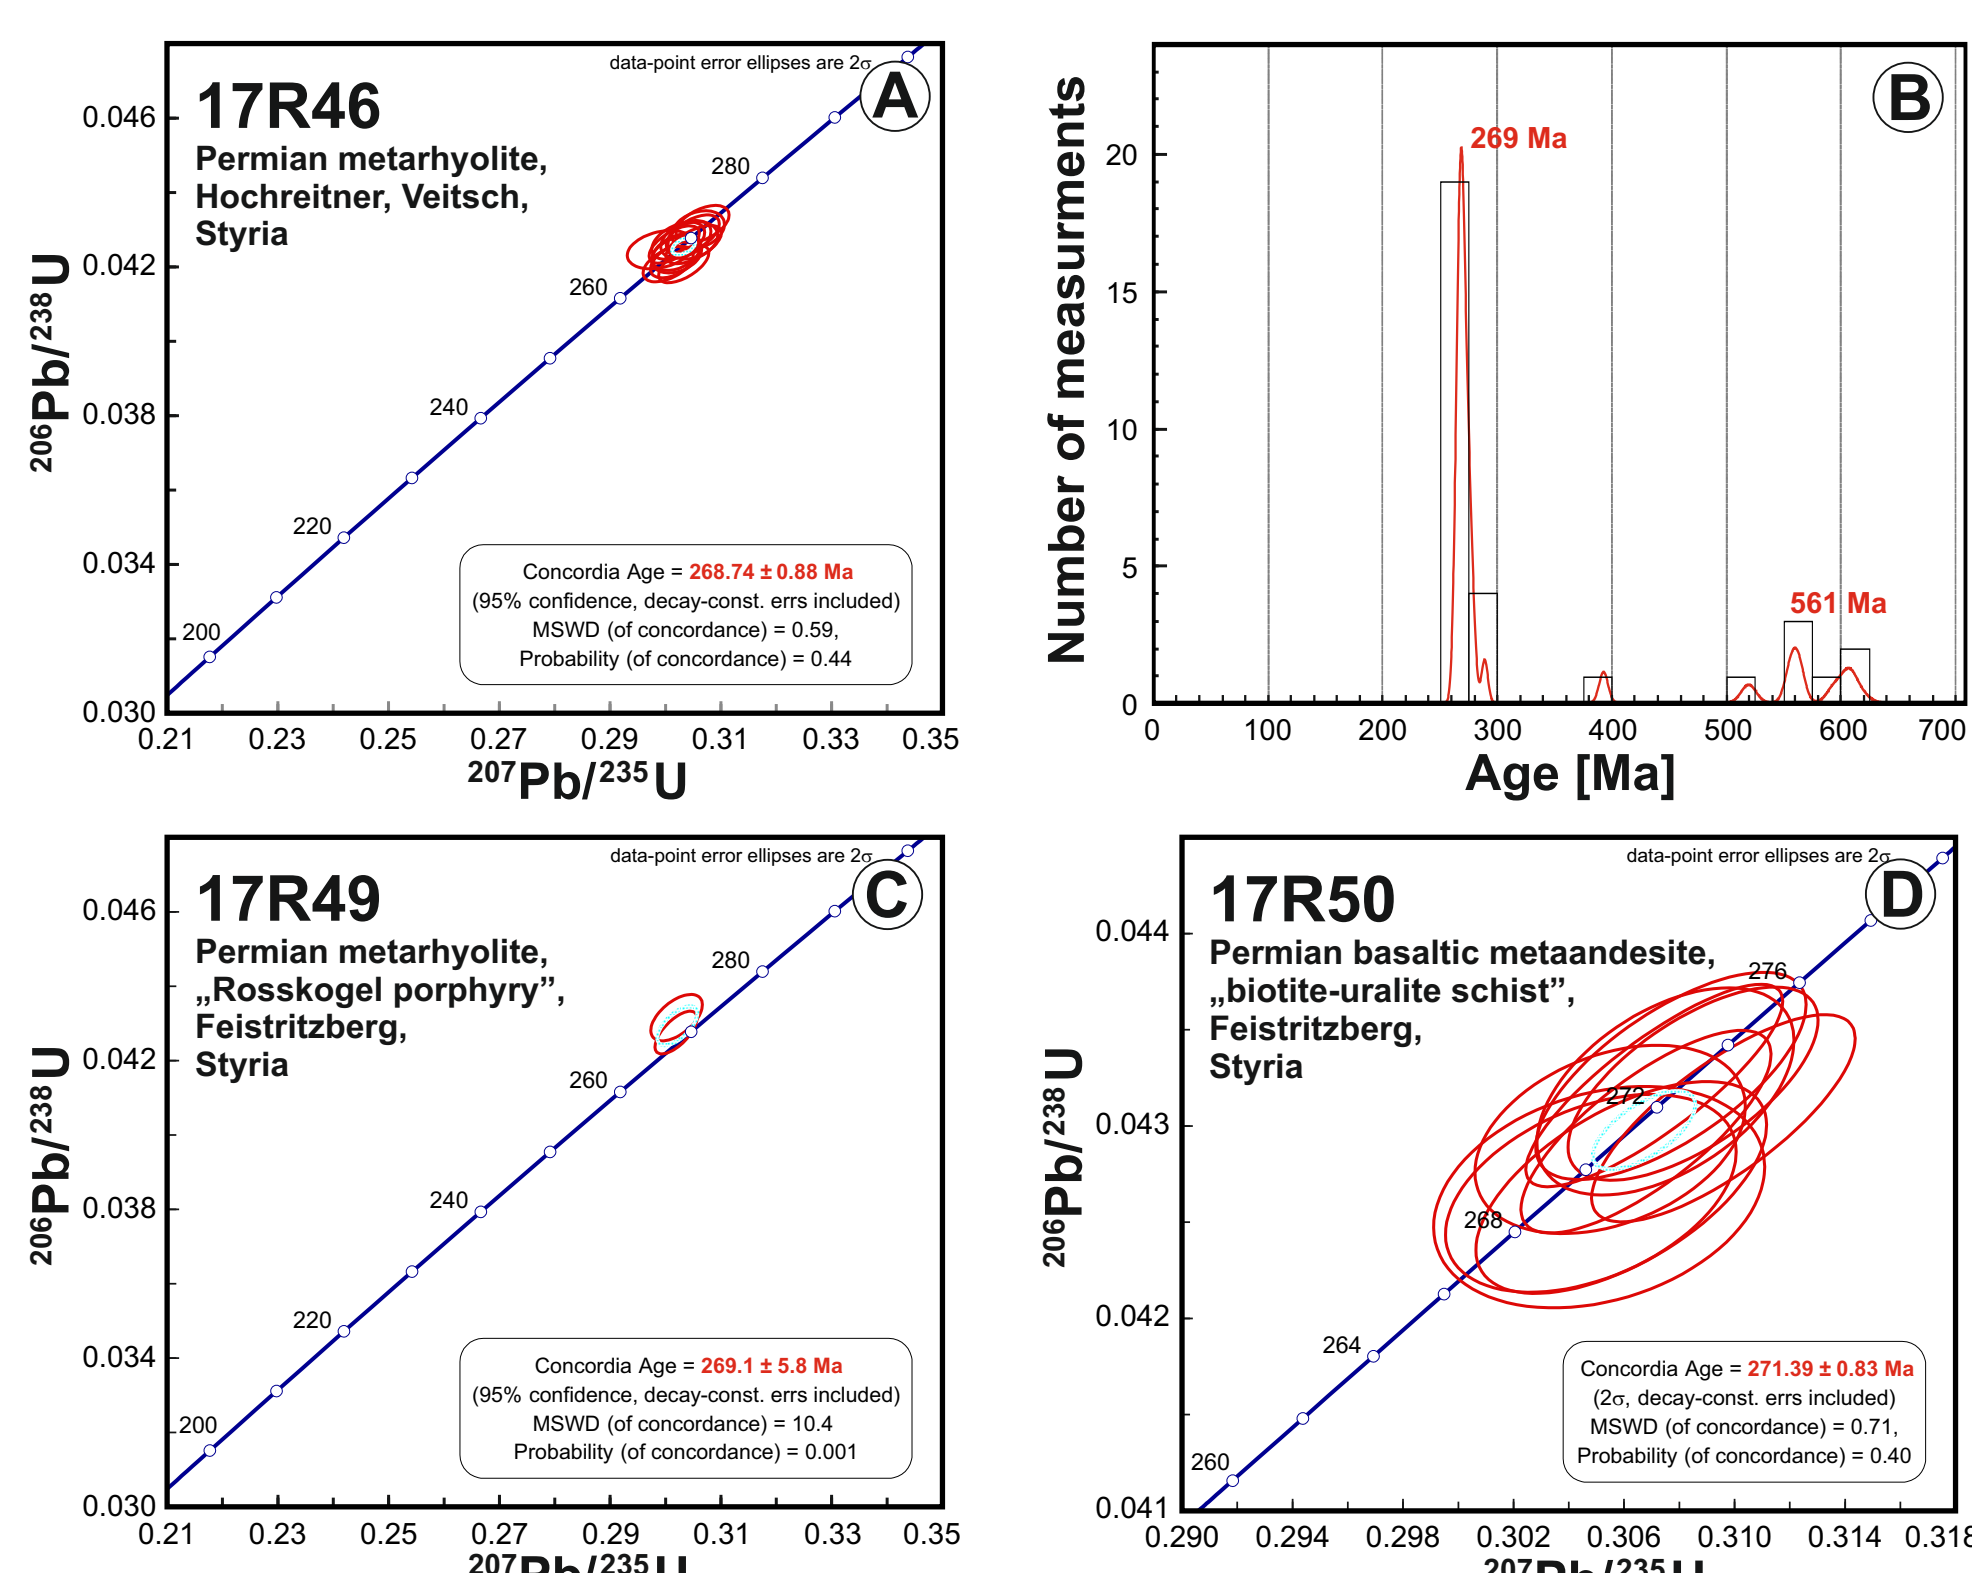 data-point error ellipses are 2σ
A
17R46
Permian metarhyolite,
Hochreitner, Veitsch,
Styria
206Pb/238U
0.046
0.042
0.038
0.034
0.030
280
260
240
220
200
Concordia Age = 268.74 ± 0.88 Ma
(95% confidence, decay-const. errs included)
MSWD (of concordance) = 0.59,
Probability (of concordance) = 0.44
0.21 0.23 0.25 0.27 0.29 0.31 0.33 0.35
207Pb/235U
B
Number of measurments
20
15
10
5
0
269 Ma
561 Ma
0 100 200 300 400 500 600 700
Age [Ma]
data-point error ellipses are 2σ
C
17R49
Permian metarhyolite,
„Rosskogel porphyry”,
Feistritzberg,
Styria
206Pb/238U
0.046
0.042
0.038
0.034
0.030
280
260
240
220
200
Concordia Age = 269.1 ± 5.8 Ma
(95% confidence, decay-const. errs included)
MSWD (of concordance) = 10.4
Probability (of concordance) = 0.001
0.21 0.23 0.25 0.27 0.29 0.31 0.33 0.35
207Pb/235U
data-point error ellipses are 2σ
D
17R50
Permian basaltic metaandesite,
„biotite-uralite schist”,
Feistritzberg,
Styria
206Pb/238U
0.044
0.043
0.042
0.041
276
272
268
264
260
Concordia Age = 271.39 ± 0.83 Ma
(2σ, decay-const. errs included)
MSWD (of concordance) = 0.71,
Probability (of concordance) = 0.40
0.290 0.294 0.298 0.302 0.306 0.310 0.314 0.318
207Pb/235U